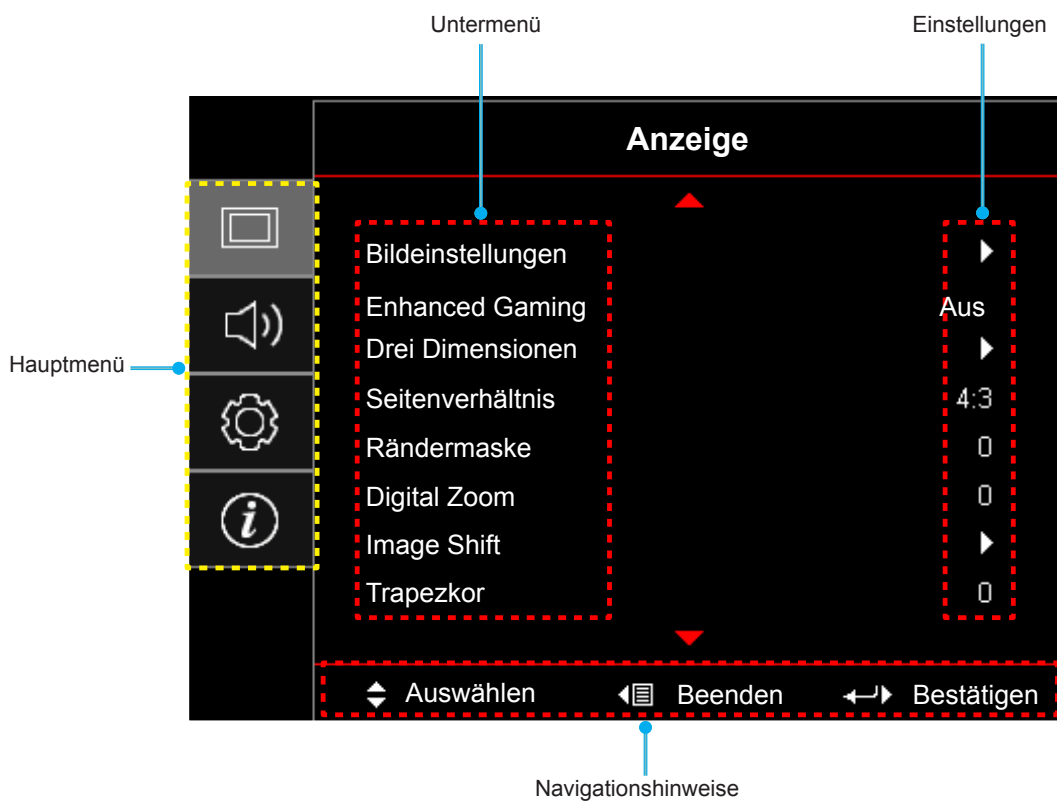 Untermenü
Einstellungen
Anzeige
Hauptmenü
Bildeinstellungen
Enhanced Gaming Aus
Drei Dimensionen
Seitenverhältnis 4:3
Rändermaske 0
Digital Zoom 0
Image Shift
Trapezkor 0
Auswählen Beenden Bestätigen
Navigationshinweise